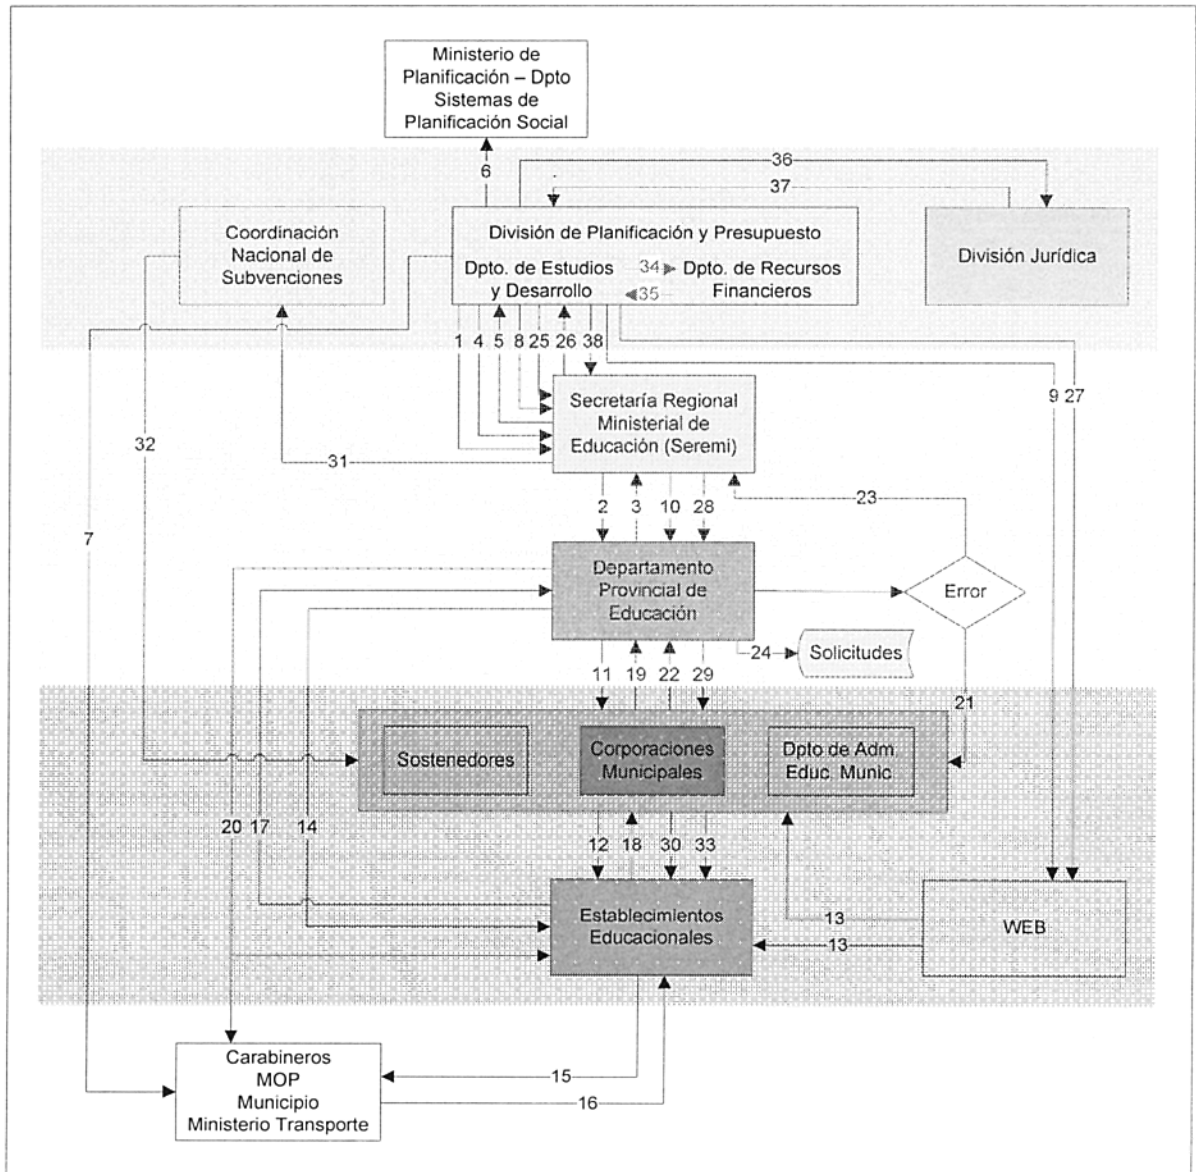 Ministerio de
Planificación – Dpto
Sistemas de
Planificación Social
6
36
37
Coordinación
Nacional de
Subvenciones
División de Planificación y Presupuesto
Dpto. de Estudios
y Desarrollo
34
35
Dpto. de Recursos
Financieros
División Jurídica
1
4
5
8
25
26
38
9
27
Secretaría Regional
Ministerial de
Educación (Seremi)
32
31
7
2
3
10
28
23
Departamento
Provincial de
Educación
Error
24
Solicitudes
11
19
22
29
21
Sostenedores
Corporaciones
Municipales
Dpto de Adm.
Educ. Munic
20
17
14
12
18
30
33
Establecimientos
Educacionales
13
13
WEB
Carabineros
MOP
Municipio
Ministerio Transporte
15
16